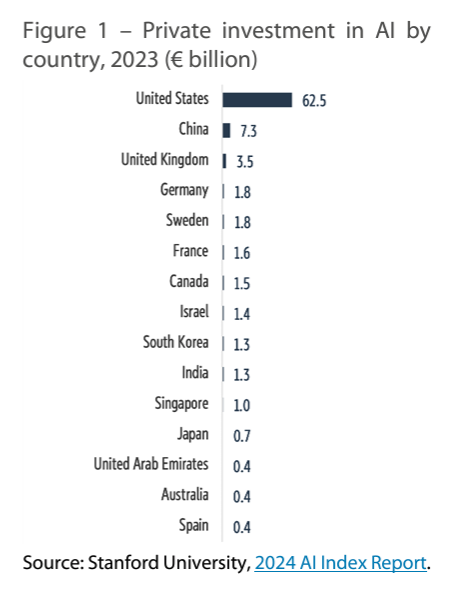 Figure 1 – Private investment in AI by
country, 2023 (€ billion)
United States 62.5
China 7.3
United Kingdom 3.5
Germany 1.8
Sweden 1.8
France 1.6
Canada 1.5
Israel 1.4
South Korea 1.3
India 1.3
Singapore 1.0
Japan 0.7
United Arab Emirates 0.4
Australia 0.4
Spain 0.4
Source: Stanford University, 2024 AI Index Report.